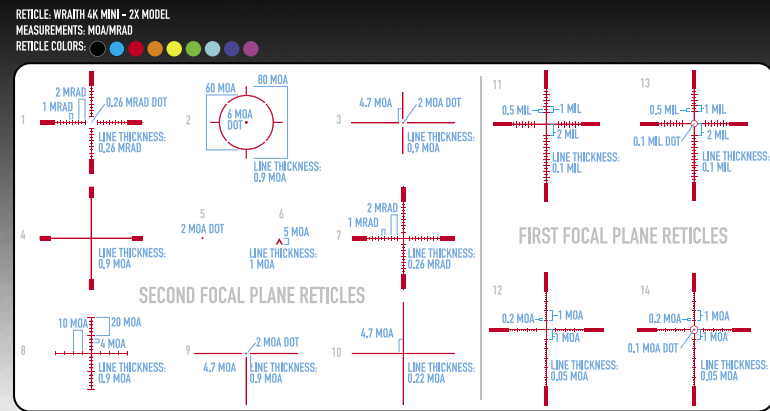 RETICLE: WRAITH 4K MINI - 2X MODEL
MEASUREMENTS: MOA/MRAD
RETICLE COLORS:
1
2 MRAD
1 MRAD
0.26 MRAD DOT
LINE THICKNESS:
0.26 MRAD
2
60 MOA
80 MOA
6 MOA
DOT
LINE THICKNESS:
0.9 MOA
3
4.7 MOA
2 MOA DOT
LINE THICKNESS:
0.9 MOA
4
LINE THICKNESS:
0.9 MOA
5
2 MOA DOT
6
5 MOA
LINE THICKNESS:
1 MOA
7
2 MRAD
1 MRAD
LINE THICKNESS:
0.26 MRAD
SECOND FOCAL PLANE RETICLES
8
10 MOA
20 MOA
4 MOA
LINE THICKNESS:
0.9 MOA
9
2 MOA DOT
4.7 MOA
LINE THICKNESS:
0.9 MOA
10
4.7 MOA
LINE THICKNESS:
0.22 MOA
11
0.5 MIL
1 MIL
2 MIL
LINE THICKNESS:
0.1 MIL
13
0.5 MIL
1 MIL
2 MIL
0.1 MIL DOT
LINE THICKNESS:
0.1 MIL
FIRST FOCAL PLANE RETICLES
12
0.2 MOA
1 MOA
1 MOA
LINE THICKNESS:
0.05 MOA
14
0.2 MOA
1 MOA
1 MOA
0.1 MOA DOT
LINE THICKNESS:
0.05 MOA